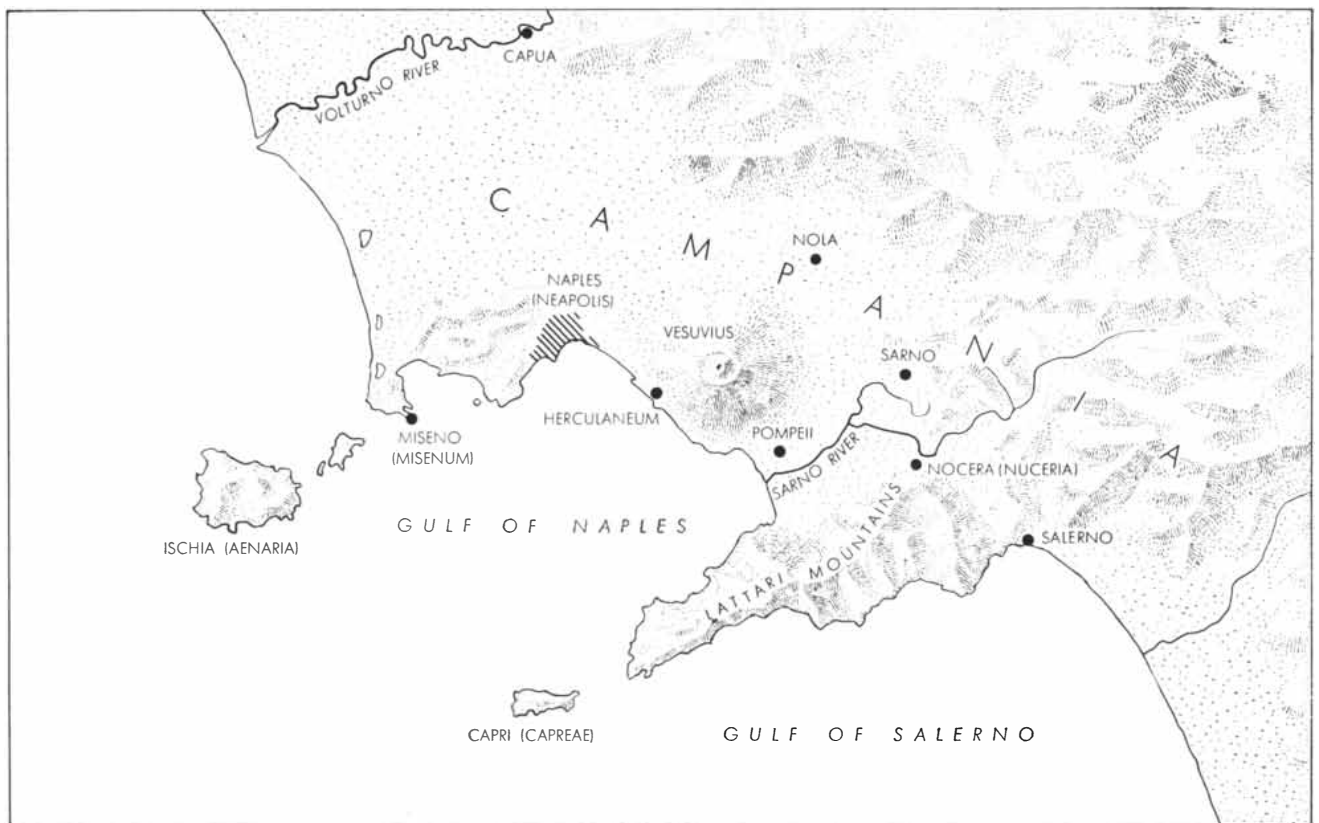 CAPUA
VOLTURNO RIVER
CAMPANIA
NOLA
NAPLES
(NEAPOLIS)
VESUVIUS
SARNO
HERCULANEUM
MISENO
(MISENUM)
POMPEII
SARNO RIVER
NOCERA (NUCERIA)
GULF OF NAPLES
ISCHIA (AENARIA)
SALERNO
LATTARI MOUNTAINS
CAPRI (CAPREAE)
GULF OF SALERNO